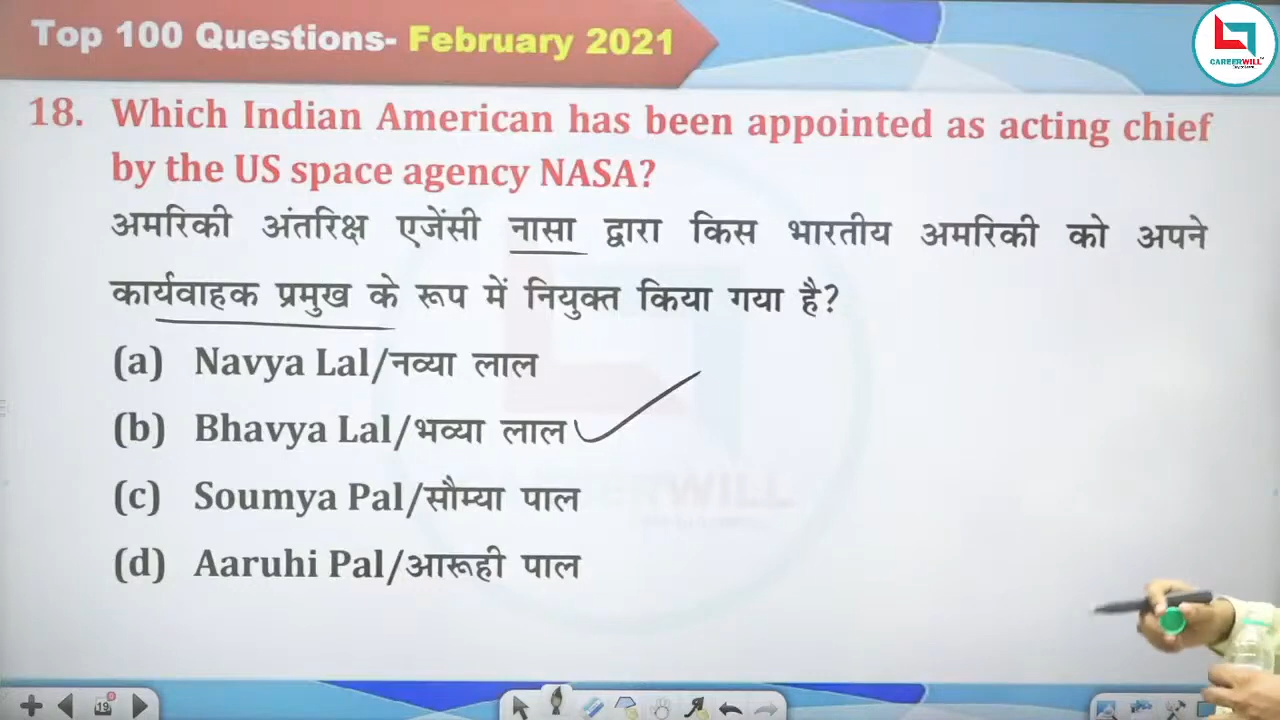 Top 100 Questions- February 2021
CAREERWILL
18. Which Indian American has been appointed as acting chief
by the US space agency NASA?
अमरिकी अंतरिक्ष एजेंसी नासा द्वारा किस भारतीय अमरिकी को अपने
कार्यवाहक प्रमुख के रूप में नियुक्त किया गया है?
(a) Navya Lal/नव्या लाल
(b) Bhavya Lal/भव्या लाल
(c) Soumya Pal/सौम्या पाल
(d) Aaruhi Pal/आरूही पाल
19